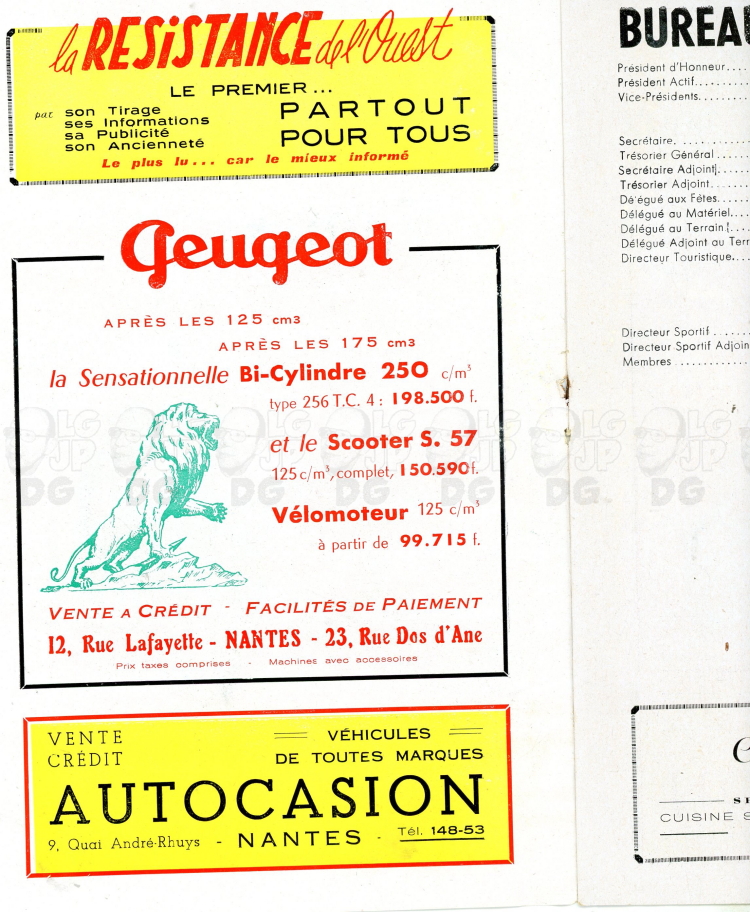 la RESiSTANCE de l'Ouest
LE PREMIER...
par son Tirage
ses Informations
sa Publicité
son Ancienneté
PARTOUT
POUR TOUS
Le plus lu... car le mieux informé
Peugeot
APRÈS LES 125 cm3
APRÈS LES 175 cm3
la Sensationnelle Bi-Cylindre 250 c/m³
type 256 T.C. 4 : 198.500 f.
et le Scooter S. 57
125 c/m³, complet, 150.590 f.
Vélomoteur 125 c/m³
à partir de 99.715 f.
VENTE A CRÉDIT - FACILITÉS DE PAIEMENT
12, Rue Lafayette - NANTES - 23, Rue Dos d'Ane
Prix taxes comprises - Machines avec accessoires
VENTE
CRÉDIT
VÉHICULES
DE TOUTES MARQUES
AUTOCASION
9, Quai André-Rhuys - NANTES - Tél. 148-53
BUREAU
Président d'Honneur....
Président Actif.........
Vice-Présidents.........
Secrétaire. ...........
Trésorier Général ......
Secrétaire Adjoint......
Trésorier Adjoint.......
Délégué aux Fêtes......
Délégué au Matériel....
Délégué au Terrain.....
Délégué Adjoint au Terr
Directeur Touristique....
Directeur Sportif .......
Directeur Sportif Adjoin
Membres ............
CUISINE S
LG
JP
DG